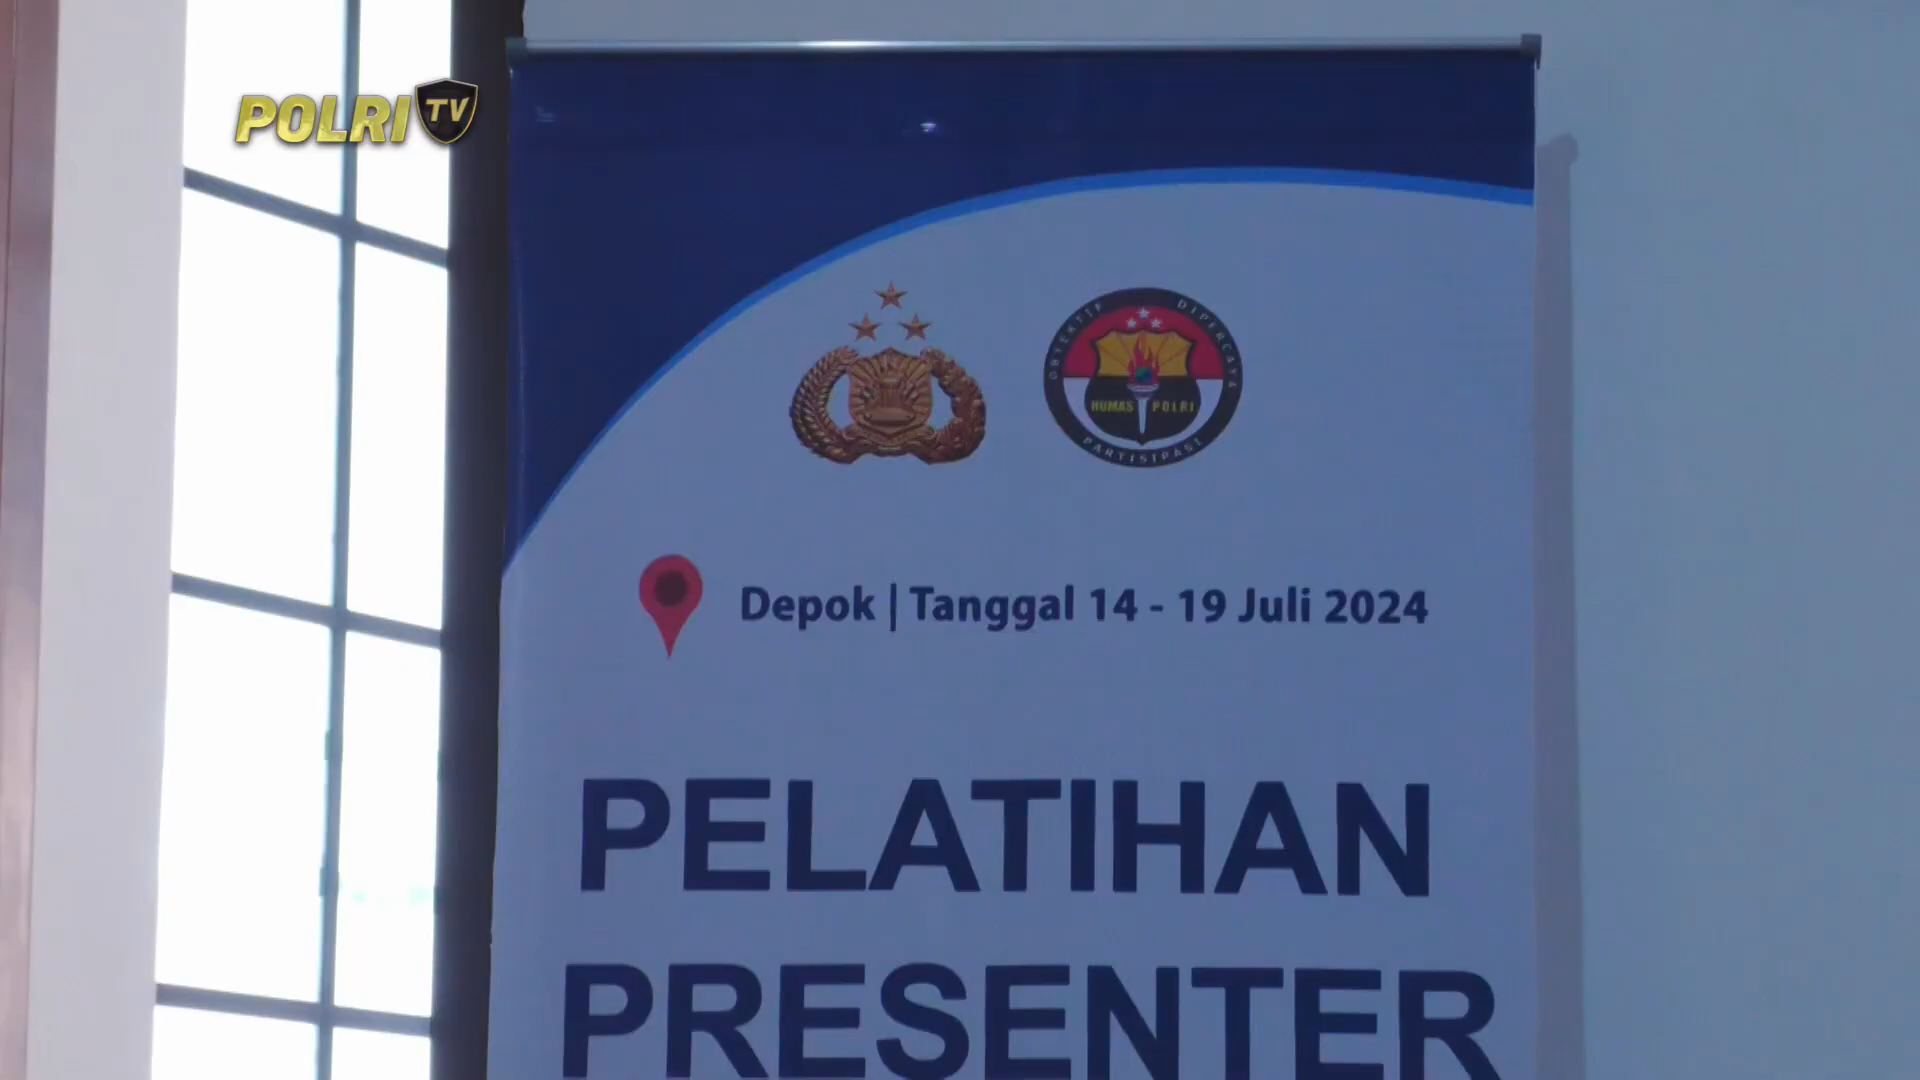 POLRI TV
OBYEKTIF DIPERCAYA
HUMAS POLRI
PARTISIPASI
Depok | Tanggal 14 - 19 Juli 2024
PELATIHAN
PRESENTER